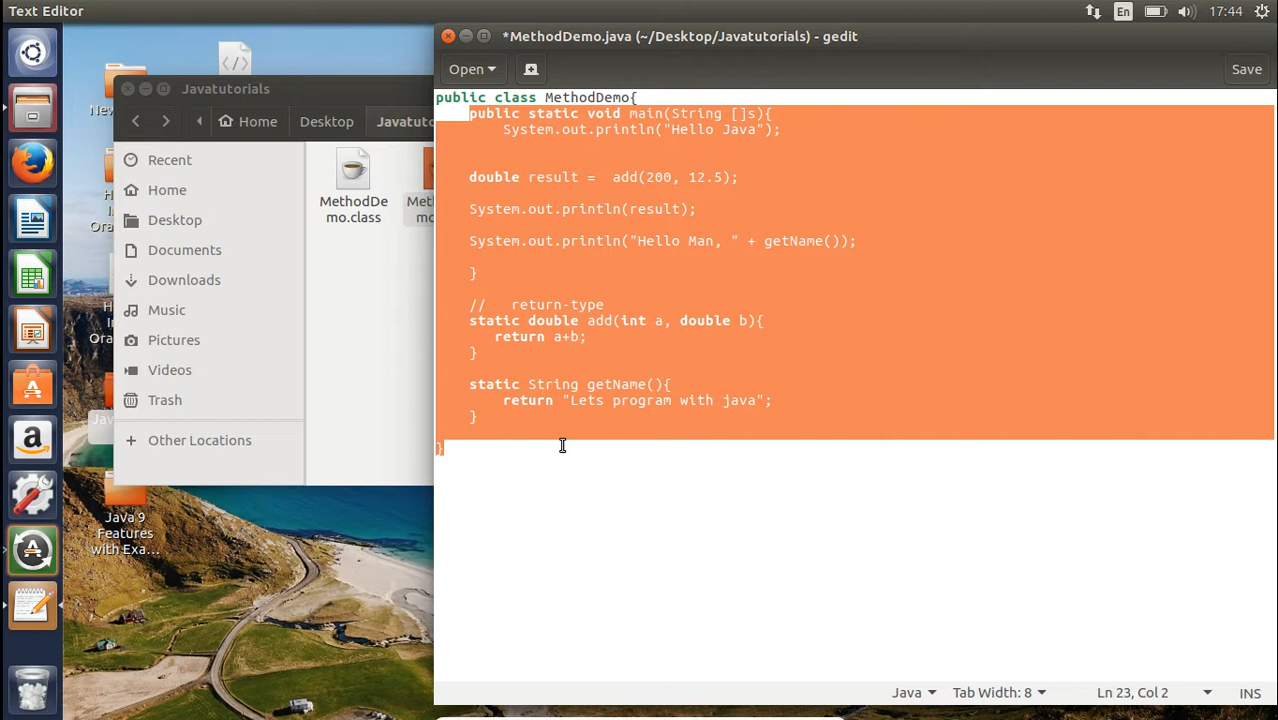 Text Editor
En
17:44
*MethodDemo.java (~/Desktop/Javatutorials) - gedit
Open
Save
Javatutorials
Home
Desktop
Javatuto
Recent
Home
Desktop
Documents
Downloads
Music
Pictures
Videos
Trash
Other Locations
MethodDe
mo.class
Met
mo
New
Java 9
Features
with Exa...
public class MethodDemo{
public static void main(String []s){
System.out.println("Hello Java");
double result =  add(200, 12.5);
System.out.println(result);
System.out.println("Hello Man, " + getName());
}
//   return-type
static double add(int a, double b){
return a+b;
}
static String getName(){
return "Lets program with java";
}
}
Java
Tab Width: 8
Ln 23, Col 2
INS